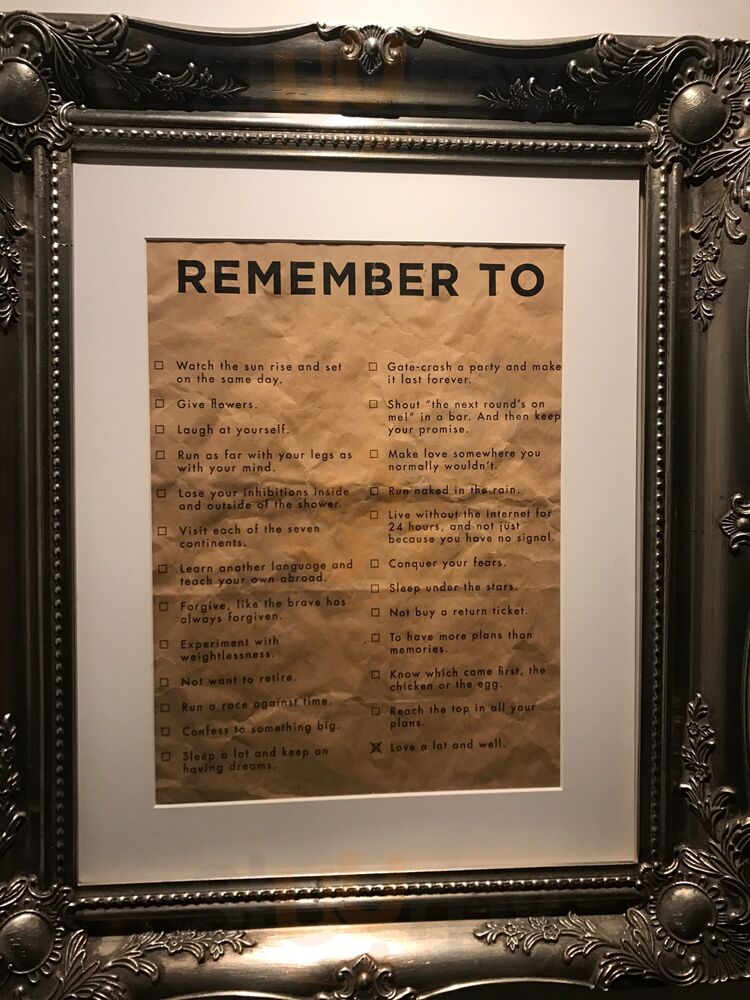 REMEMBER TO
Watch the sun rise and set
on the same day.
Give flowers.
Laugh at yourself.
Run as far with your legs as
with your mind.
Lose your inhibitions inside
and outside of the shower.
Visit each of the seven
continents.
Learn another language and
teach your own abroad.
Forgive, like the brave has
always forgiven.
Experiment with
weightlessness.
Not want to retire.
Run a race against time.
Confess to something big.
Sleep a lot and keep on
having dreams.
Gate-crash a party and make
it last forever.
Shout "the next round's on
me!" in a bar. And then keep
your promise.
Make love somewhere you
normally wouldn't.
Run naked in the rain.
Live without the Internet for
24 hours, and not just
because you have no signal.
Conquer your fears.
Sleep under the stars.
Not buy a return ticket.
To have more plans than
memories.
Know which came first, the
chicken or the egg.
Reach the top in all your
plans.
Love a lot and well.